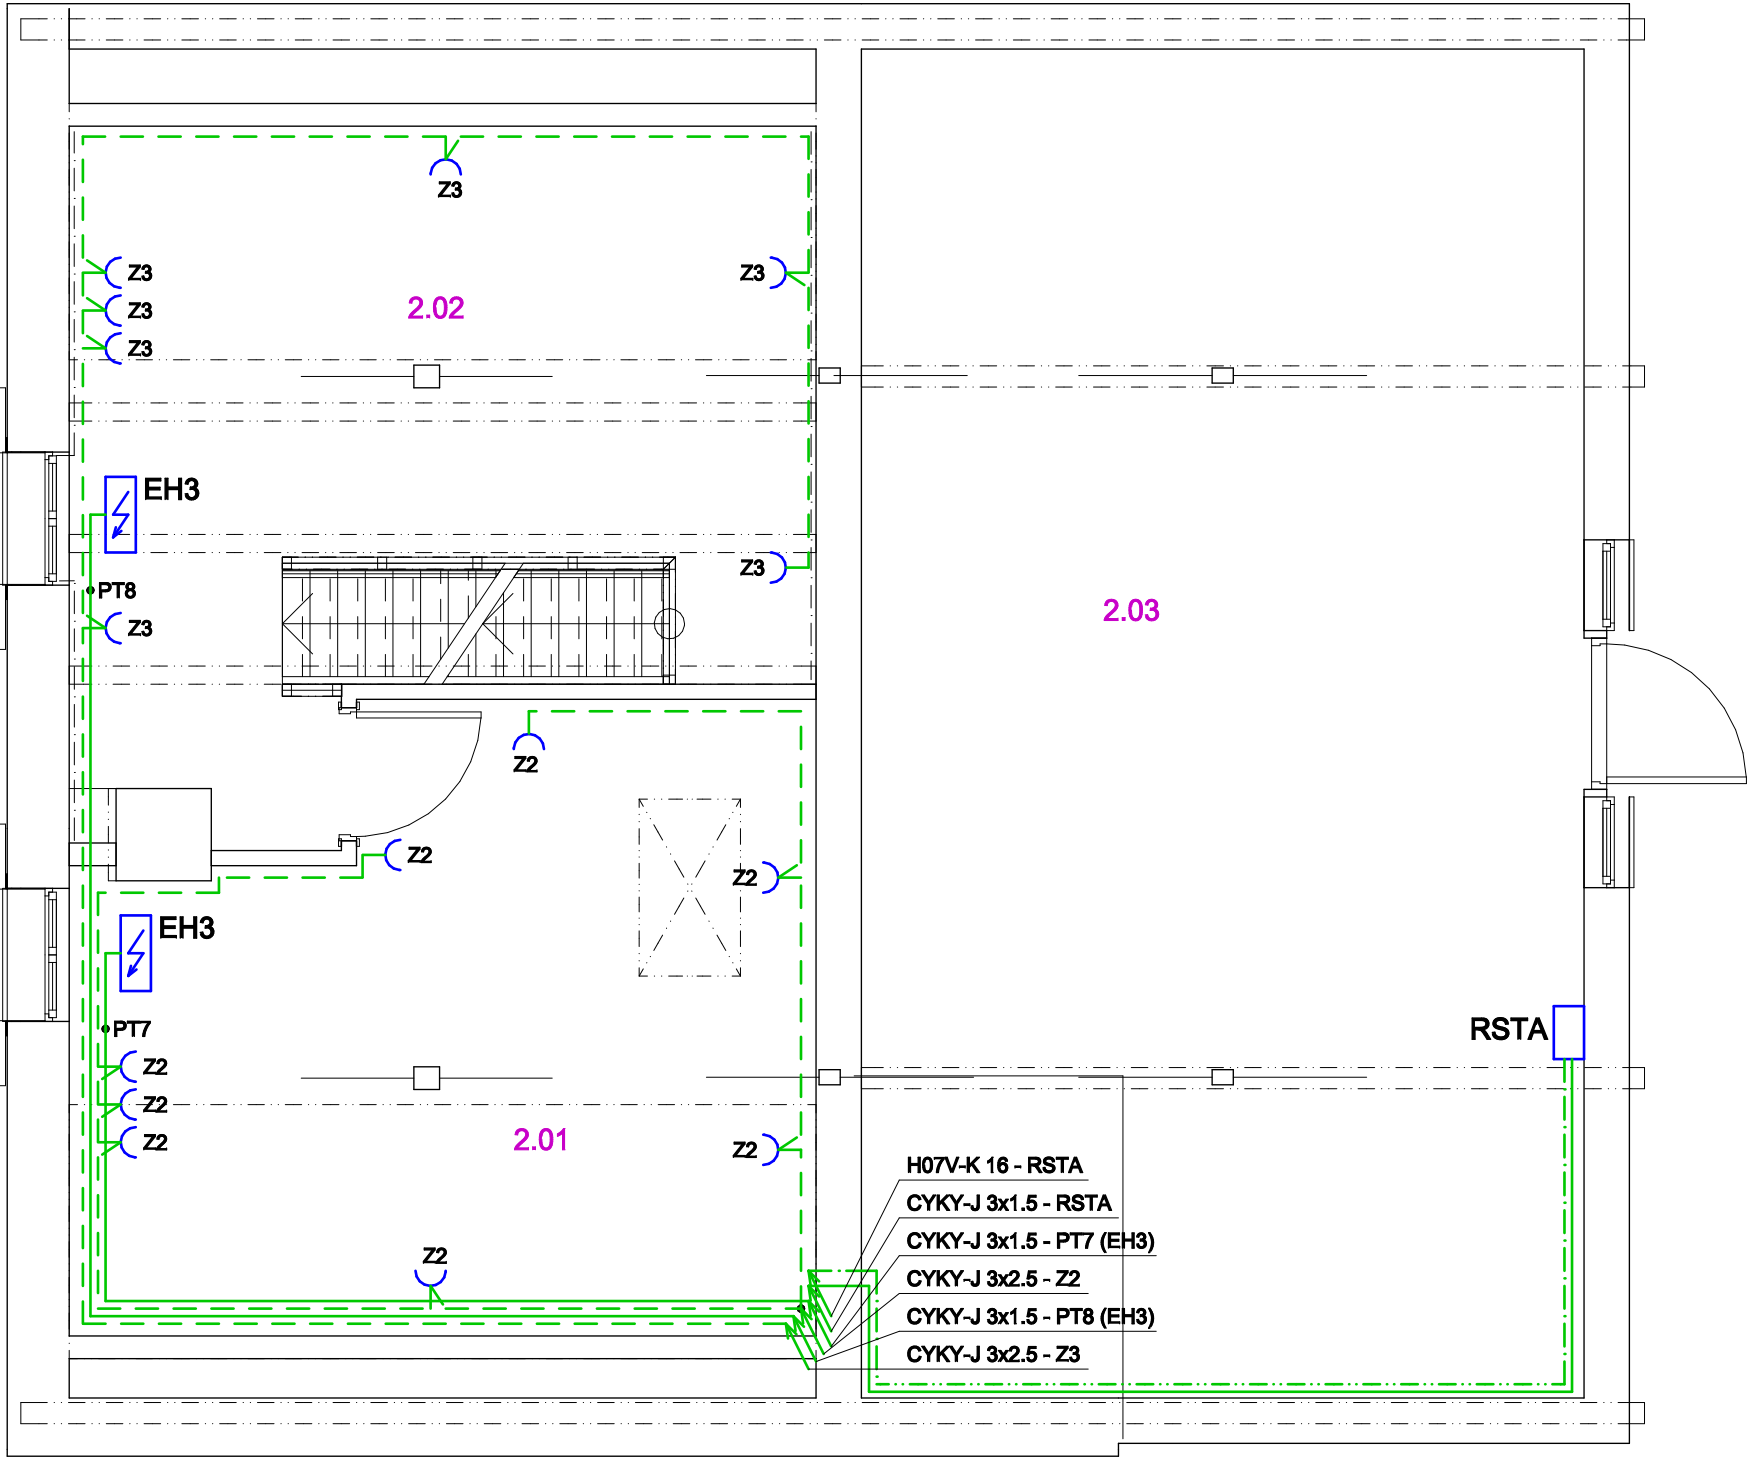 Z3
Z3
Z3
Z3
2.02
Z3
Z3
EH3
Z3
PT8
Z3
2.03
Z2
Z2
Z2
EH3
RSTA
PT7
Z2
Z2
Z2
2.01
Z2
H07V-K 16 - RSTA
CYKY-J 3x1.5 - RSTA
CYKY-J 3x1.5 - PT7 (EH3)
Z2
CYKY-J 3x2.5 - Z2
CYKY-J 3x1.5 - PT8 (EH3)
CYKY-J 3x2.5 - Z3